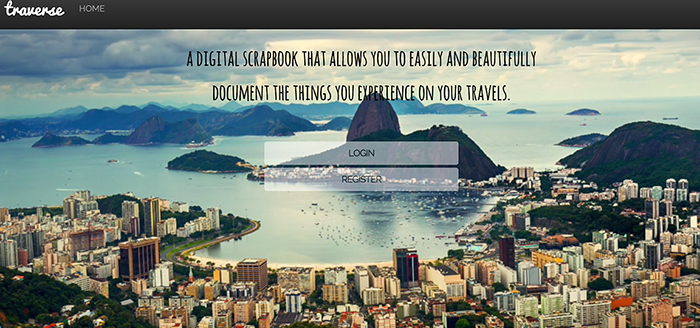 traverse HOME
A DIGITAL SCRAPBOOK THAT ALLOWS YOU TO EASILY AND BEAUTIFULLY
DOCUMENT THE THINGS YOU EXPERIENCE ON YOUR TRAVELS.
LOGIN
REGISTER